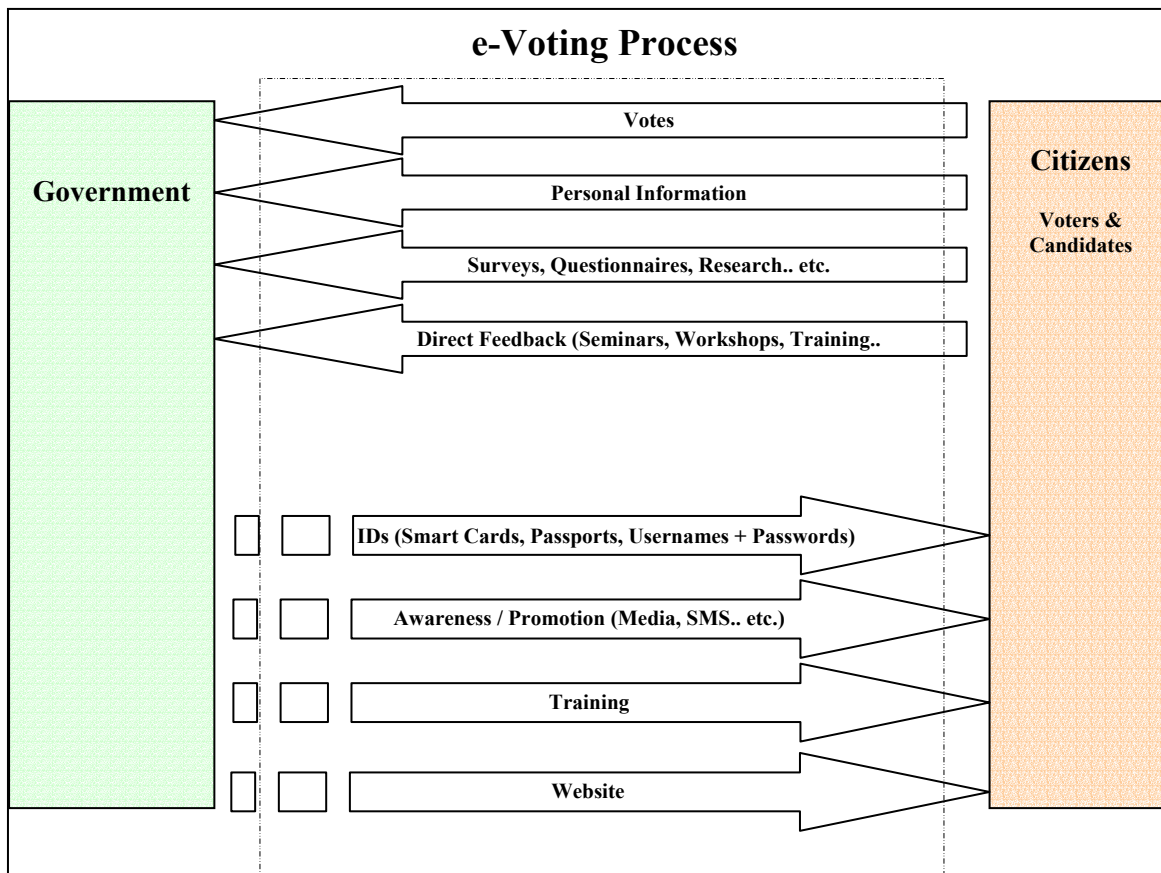 e-Voting Process
Votes
Government
Citizens
Personal Information
Voters &
Candidates
Surveys, Questionnaires, Research.. etc.
Direct Feedback (Seminars, Workshops, Training..
IDs (Smart Cards, Passports, Usernames + Passwords)
Awareness / Promotion (Media, SMS.. etc.)
Training
Website